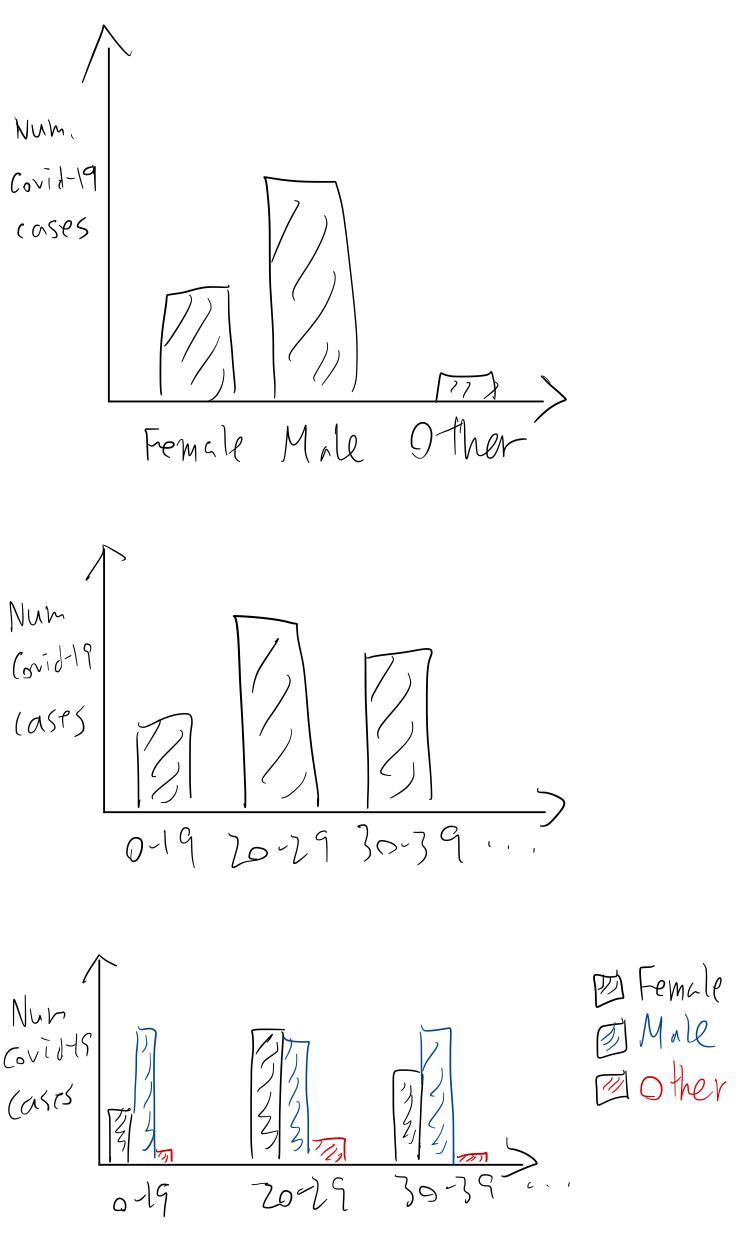 Num.
Covid-19
cases
Female Male Other
Num
Covid-19
cases
0-19 20-29 30-39 ...
Num
Covid-19
cases
0-19 20-29 30-39 ...
Female
Male
Other